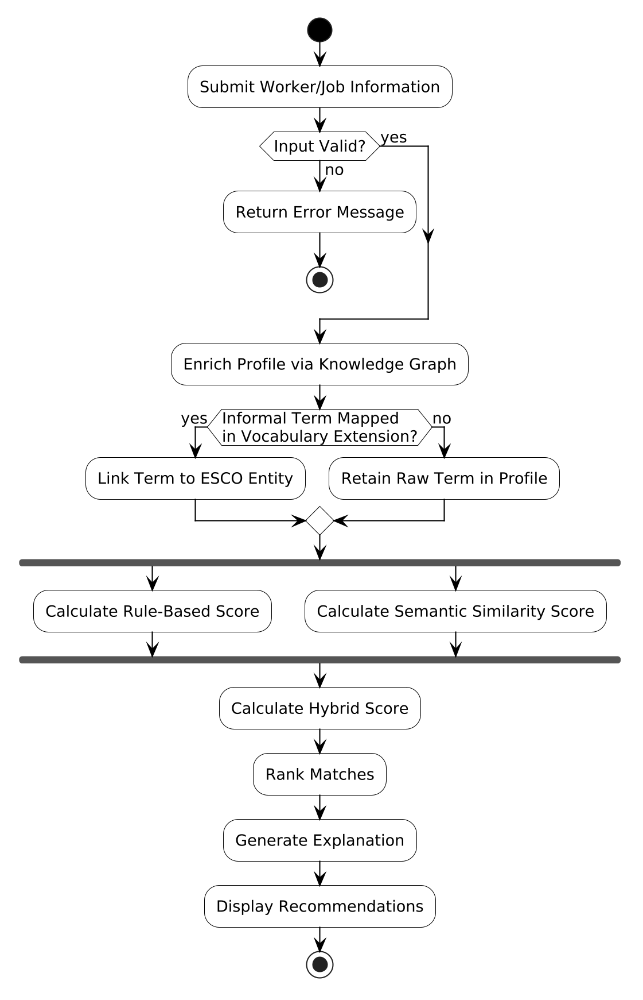 Submit Worker/Job Information
Input Valid?
yes
no
Return Error Message
Enrich Profile via Knowledge Graph
yes
Informal Term Mapped
in Vocabulary Extension?
no
Link Term to ESCO Entity
Retain Raw Term in Profile
Calculate Rule-Based Score
Calculate Semantic Similarity Score
Calculate Hybrid Score
Rank Matches
Generate Explanation
Display Recommendations